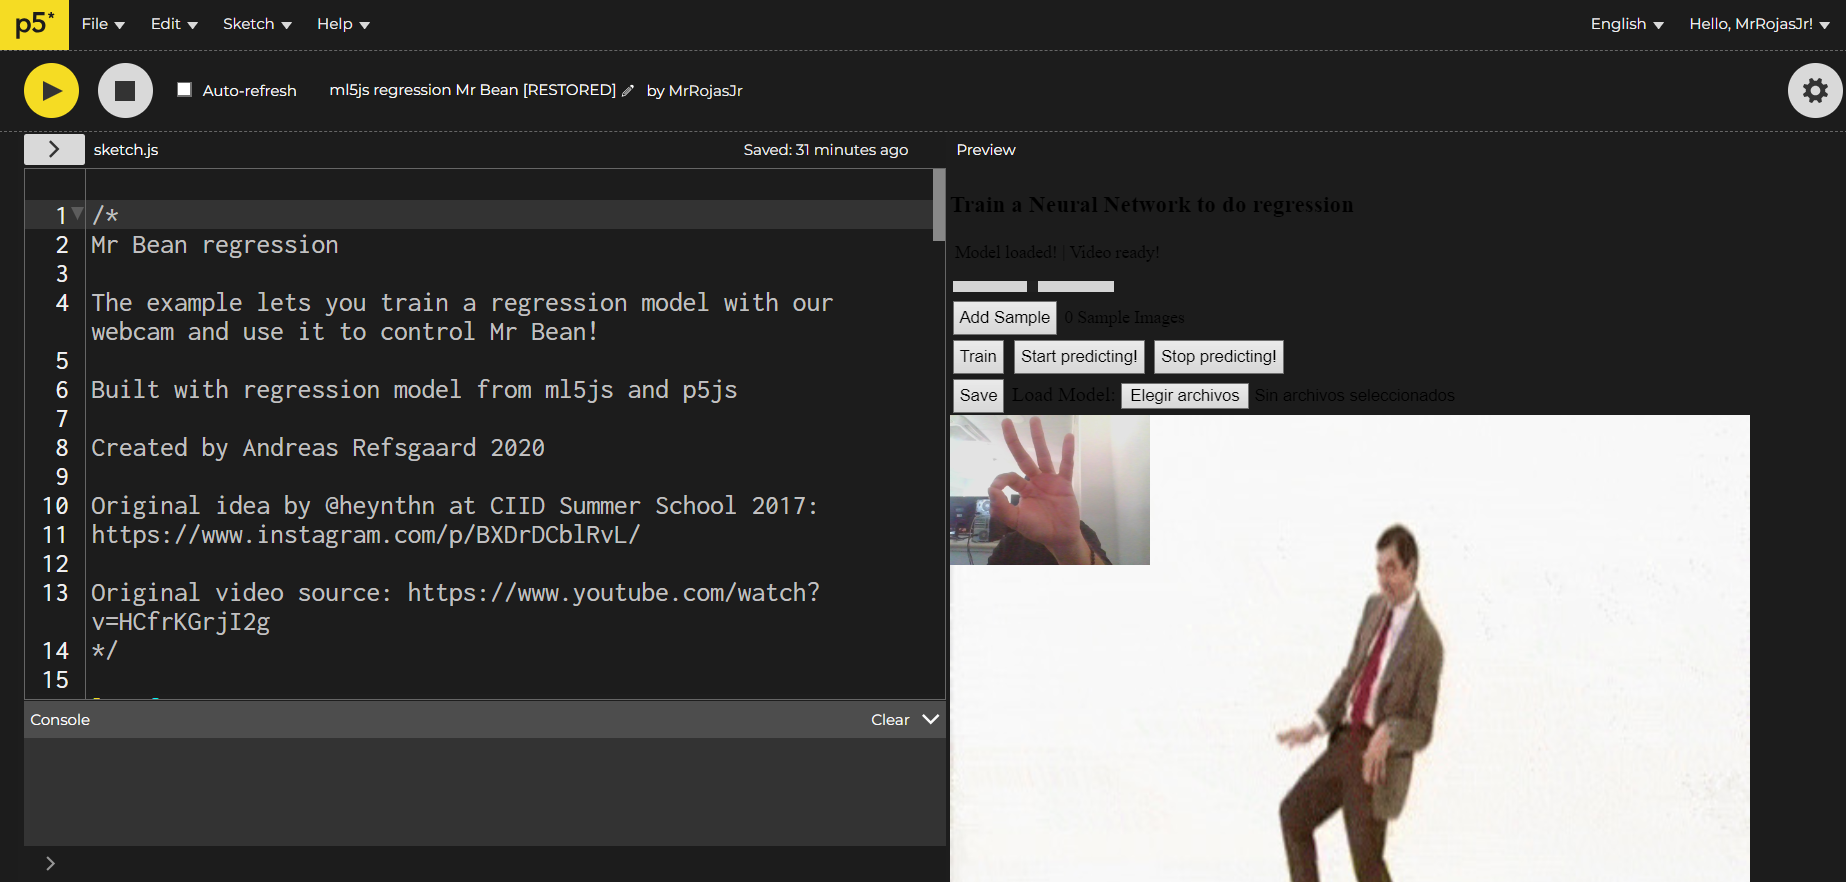 p5*
File
Edit
Sketch
Help
English
Hello, MrRojasJr!
Auto-refresh
ml5js regression Mr Bean [RESTORED]
by MrRojasJr
sketch.js
Saved: 31 minutes ago
Preview
1 /*
2 Mr Bean regression
3
4 The example lets you train a regression model with our
webcam and use it to control Mr Bean!
5
6 Built with regression model from ml5js and p5js
7
8 Created by Andreas Refsgaard 2020
9
10 Original idea by @heynthn at CIID Summer School 2017:
11 https://www.instagram.com/p/BXDrDCblRvL/
12
13 Original video source: https://www.youtube.com/watch?
v=HCfrKGrjI2g
14 */
15
Console
Clear
Train a Neural Network to do regression
Model loaded! | Video ready!
Add Sample 0 Sample Images
Train Start predicting! Stop predicting!
Save Load Model: Elegir archivos Sin archivos seleccionados